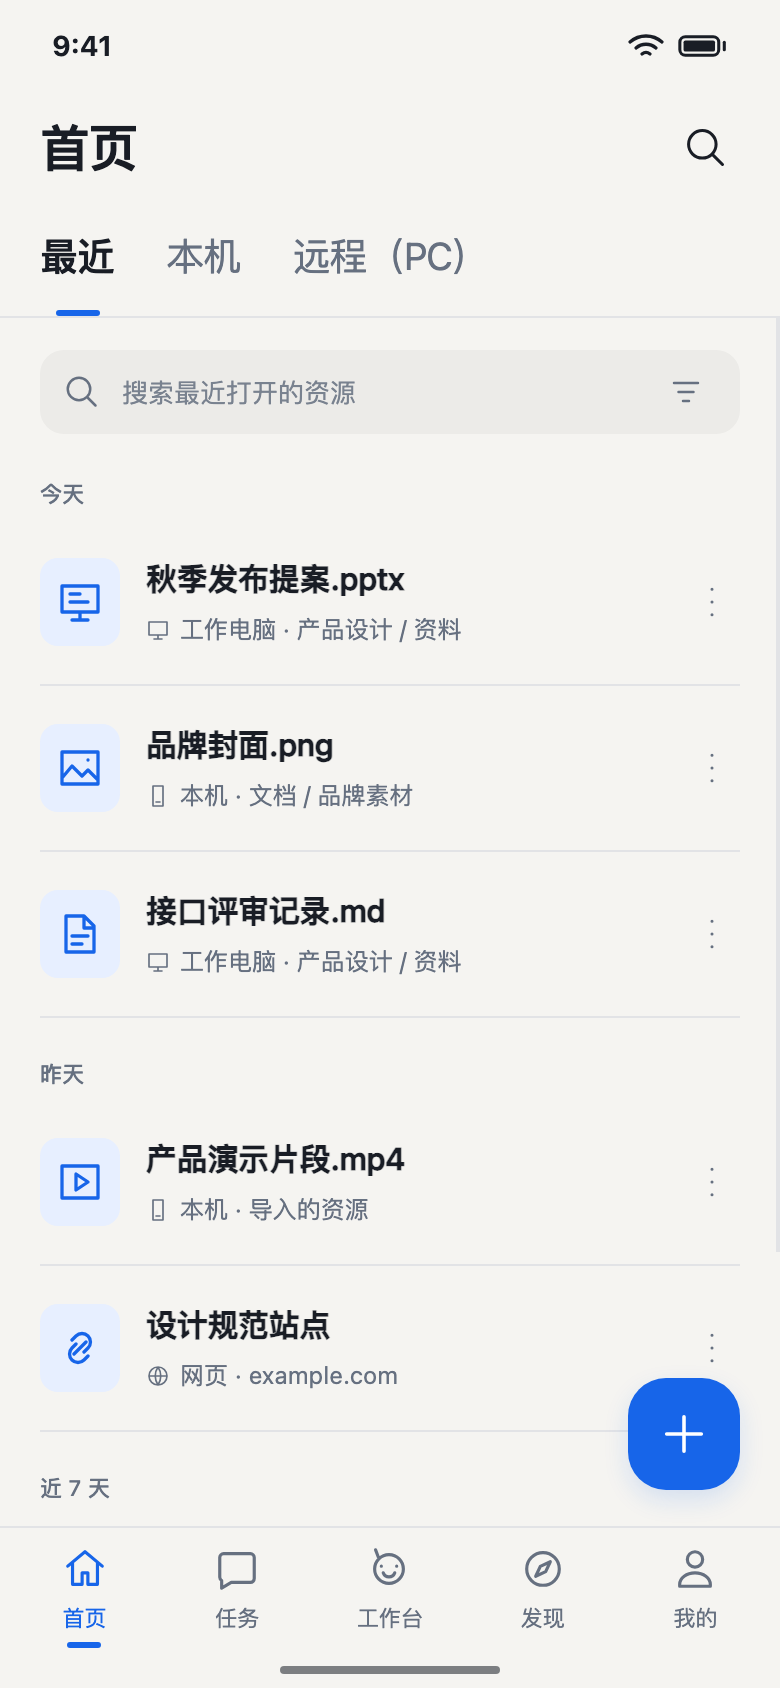 9:41
首页
最近
本机
远程（PC）
搜索最近打开的资源
今天
秋季发布提案.pptx
工作电脑 · 产品设计 / 资料
品牌封面.png
本机 · 文档 / 品牌素材
接口评审记录.md
工作电脑 · 产品设计 / 资料
昨天
产品演示片段.mp4
本机 · 导入的资源
设计规范站点
网页 · example.com
近 7 天
首页
任务
工作台
发现
我的